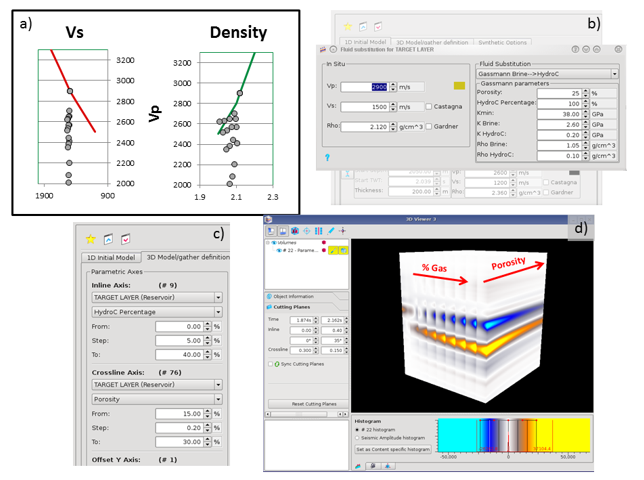 a)
Vs
Density
3200
3000
2800
2600
2400
2200
2000
Vp
3200
3000
2800
2600
2400
2200
2000
1900
900
1.9
2.1
2.3
b)
1D Initial Model
3D Model/gather definition
Synthetic Options
Fluid substitution for TARGET LAYER
In Situ
Vp: 2900 m/s
Vs: 1500 m/s Castagna
Rho: 2.120 g/cm^3 Gardner
Fluid Substitution
Gassmann Brine-->HydroC
Gassmann parameters
Porosity: 25 %
HydroC Percentage: 100 %
Kmin: 38.00 GPa
K Brine: 2.60 GPa
K HydroC: 0.20 GPa
Rho Brine: 1.05 g/cm^3
Rho HydroC: 0.10 g/cm^3
Vs: 1200 m/s Castagna
Thickness: 200.00 m Rho: 2.360 g/cm^3 Gardner
c)
1D Initial Model
3D Model/gather definition
Parametric Axes
Inline Axis: (# 9)
TARGET LAYER (Reservoir)
HydroC Percentage
From: 0.00 %
Step: 5.00 %
To: 40.00 %
Crossline Axis: (# 76)
TARGET LAYER (Reservoir)
Porosity
From: 15.00 %
Step: 0.20 %
To: 30.00 %
Offset Y Axis: (# 1)
3D Viewer 3
d)
Volumes
# 22 - Parame...
Object Information
Cutting Planes
Time 1.874s 2.162s
Inline 0.00 0.40
0° 35°
Crossline 0.000 0.150
Sync Cutting Planes
Reset Cutting Planes
% Gas
Porosity
Histogram
# 22 histogram
Seismic Amplitude histogram
Set as Content specific histogram
-50.000
0
50.000